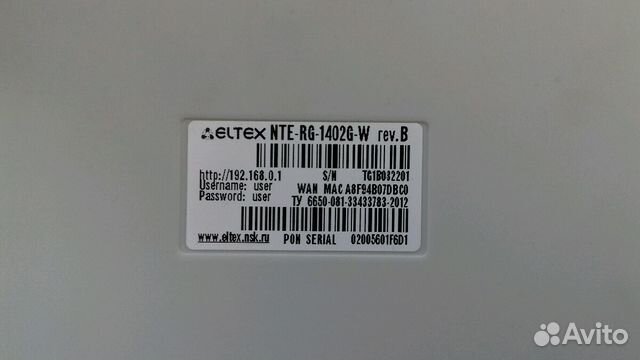 ELTEX NTE-RG-1402G-W rev.B
http://192.168.0.1 S/N TG1B032201
Username: user WAN MAC A8F94B07DBC0
Password: user ТУ 6650-081-33433783-2012
www.eltex.nsk.ru PON SERIAL 02005601F6D1
Avito